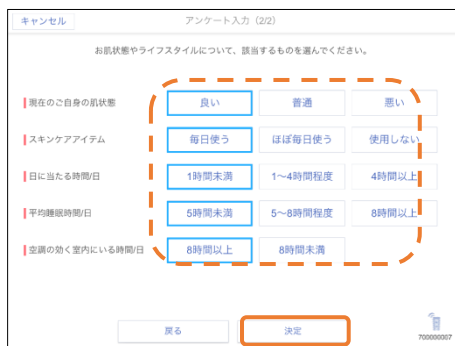 キャンセル アンケート入力 (2/2)
お肌状態やライフスタイルについて、該当するものを選んでください。
現在のご自身の肌状態 良い 普通 悪い
スキンケアアイテム 毎日使う ほぼ毎日使う 使用しない
日に当たる時間/日 1時間未満 1〜4時間程度 4時間以上
平均睡眠時間/日 5時間未満 5〜8時間程度 8時間以上
空調の効く室内にいる時間/日 8時間以上 8時間未満
戻る 決定
700000007